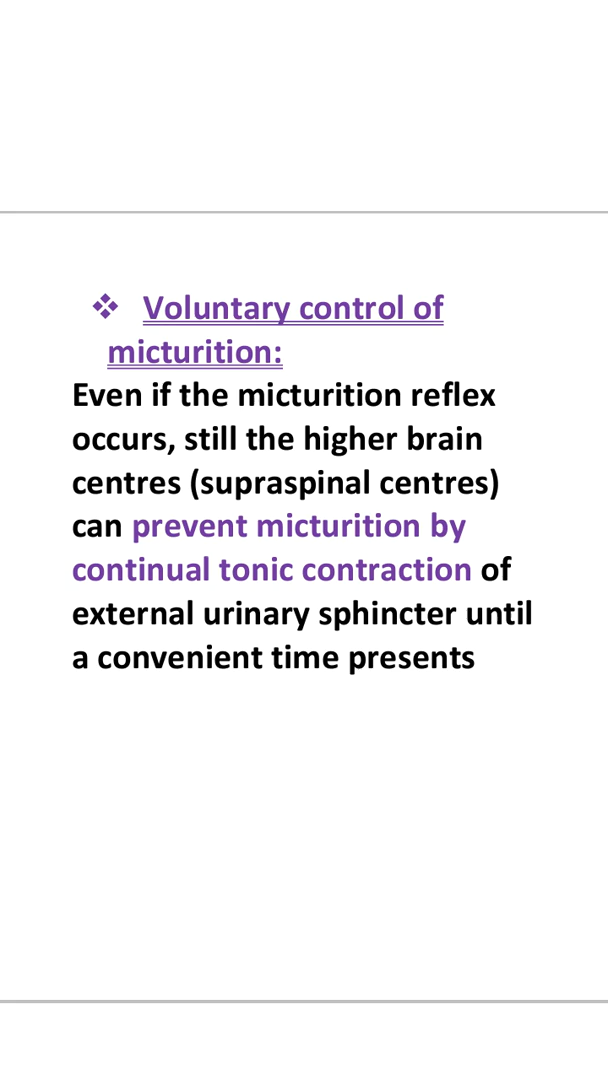 ❖ Voluntary control of
micturition:
Even if the micturition reflex
occurs, still the higher brain
centres (supraspinal centres)
can prevent micturition by
continual tonic contraction of
external urinary sphincter until
a convenient time presents